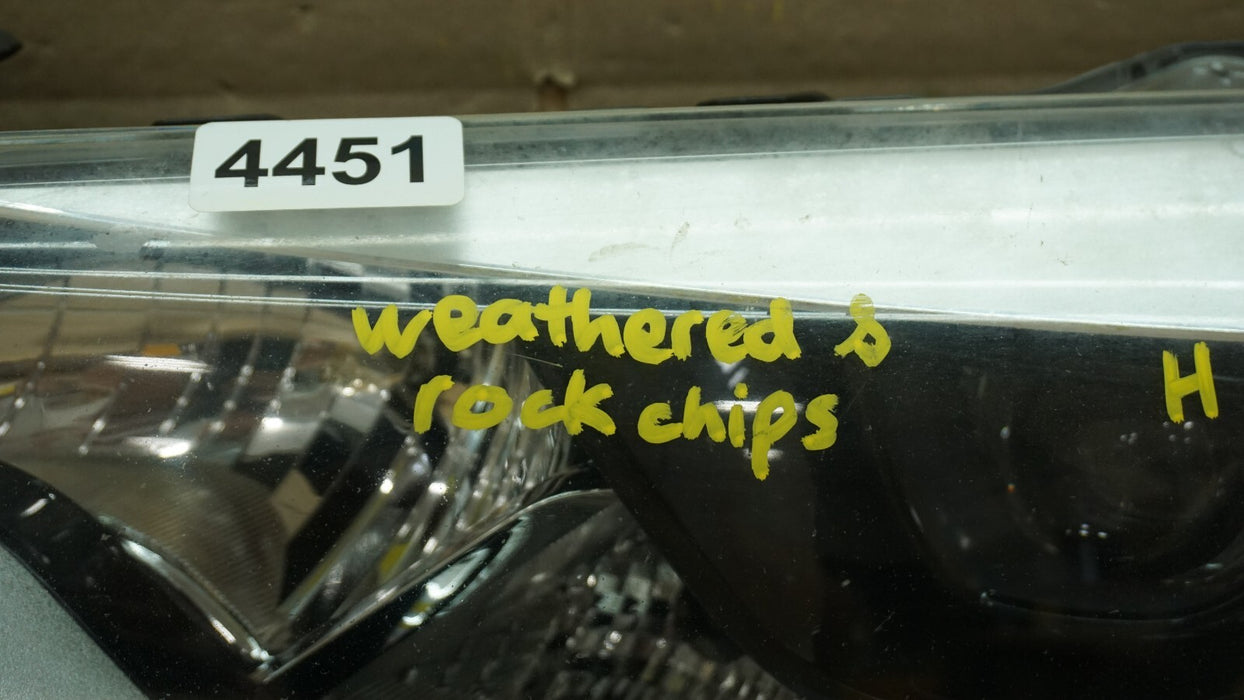 4451
weathered &
rock chips
H